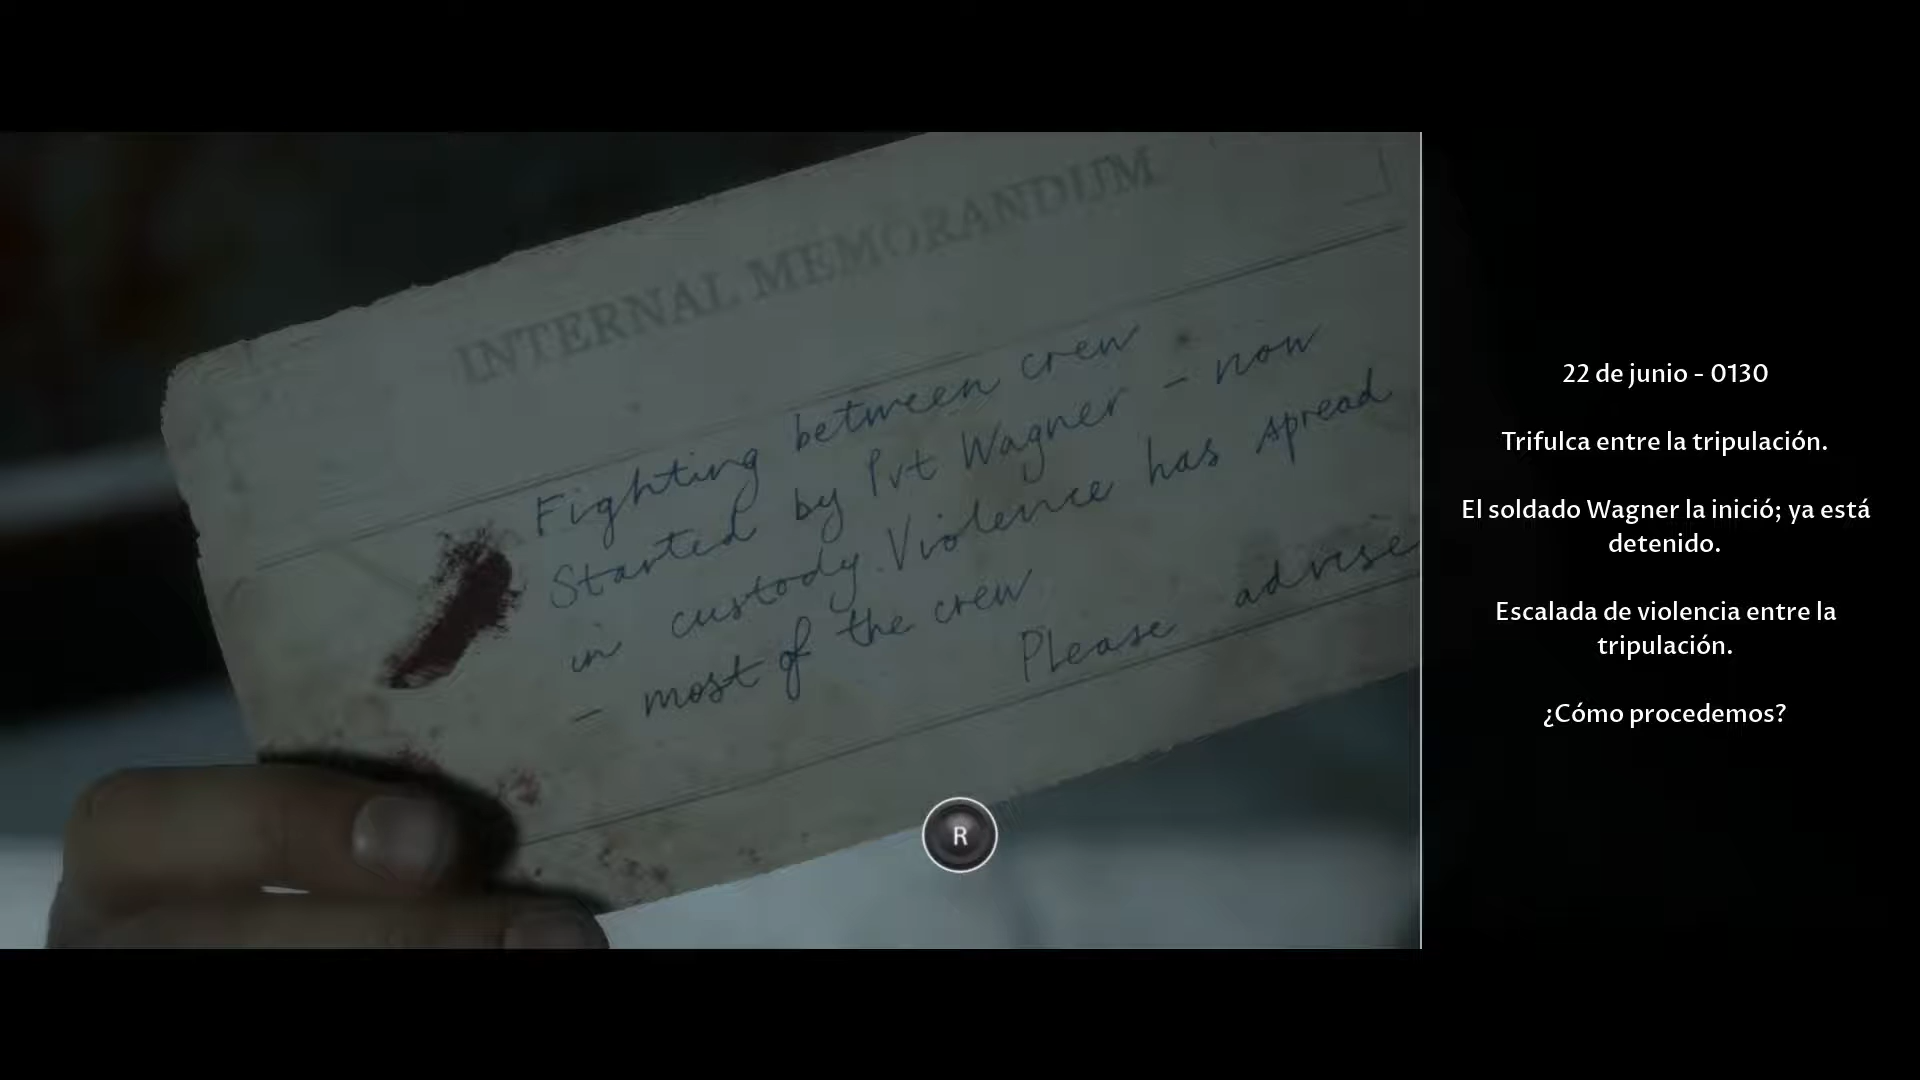 INTERNAL MEMORANDUM
Fighting between crew
Started by Pvt Wagner - now
in custody. Violence has spread
- most of the crew
Please advise
R
22 de junio - 0130
Trifulca entre la tripulación.
El soldado Wagner la inició; ya está
detenido.
Escalada de violencia entre la
tripulación.
¿Cómo procedemos?